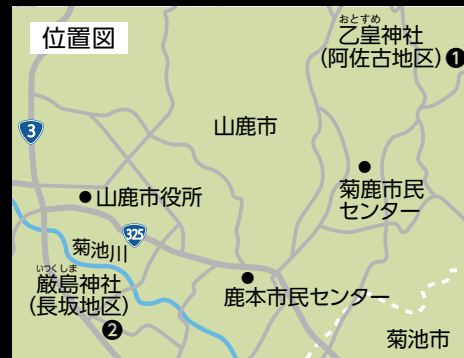 位置図
おとすめ
乙皇神社
(阿佐古地区)❶
3
山鹿市
山鹿市役所
菊鹿市民
センター
325
菊池川
いつくしま
厳島神社
(長坂地区)
❷
鹿本市民センター
菊池市